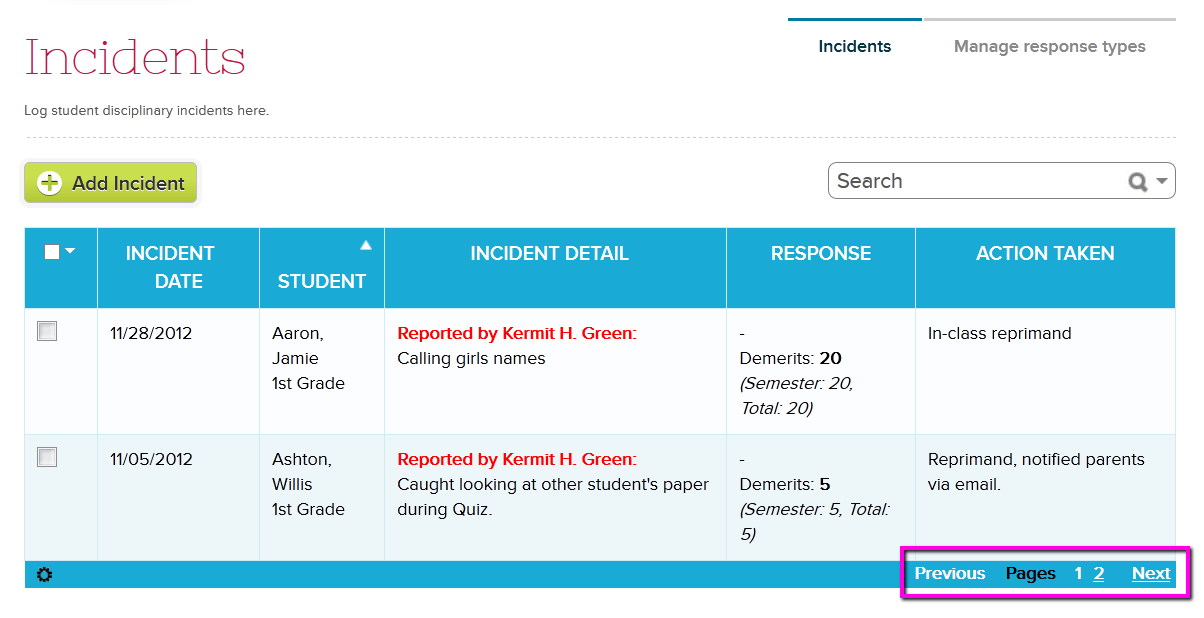 Incidents
Manage response types
Incidents
Log student disciplinary incidents here.
Add Incident
Search
INCIDENT DATE
STUDENT
INCIDENT DETAIL
RESPONSE
ACTION TAKEN
11/28/2012
Aaron,
Jamie
1st Grade
Reported by Kermit H. Green:
Calling girls names
-
Demerits: 20
(Semester: 20,
Total: 20)
In-class reprimand
11/05/2012
Ashton,
Willis
1st Grade
Reported by Kermit H. Green:
Caught looking at other student's paper
during Quiz.
-
Demerits: 5
(Semester: 5, Total:
5)
Reprimand, notified parents
via email.
Previous Pages 1 2 Next